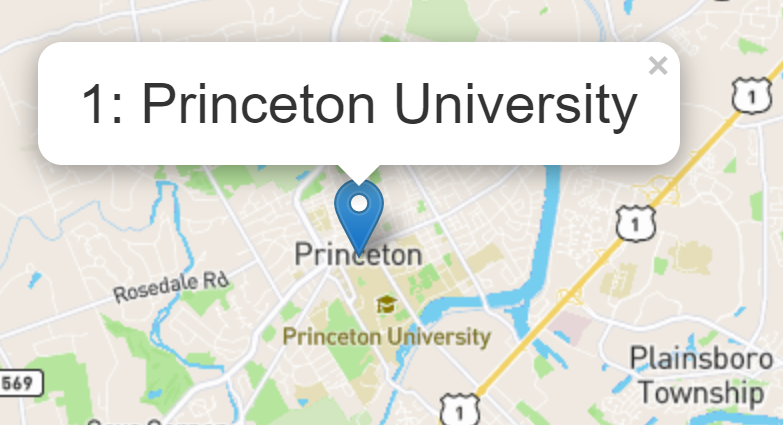 ×
1: Princeton University
1
1
Princeton
Rosedale Rd
Princeton University
Plainsboro
Township
569
1